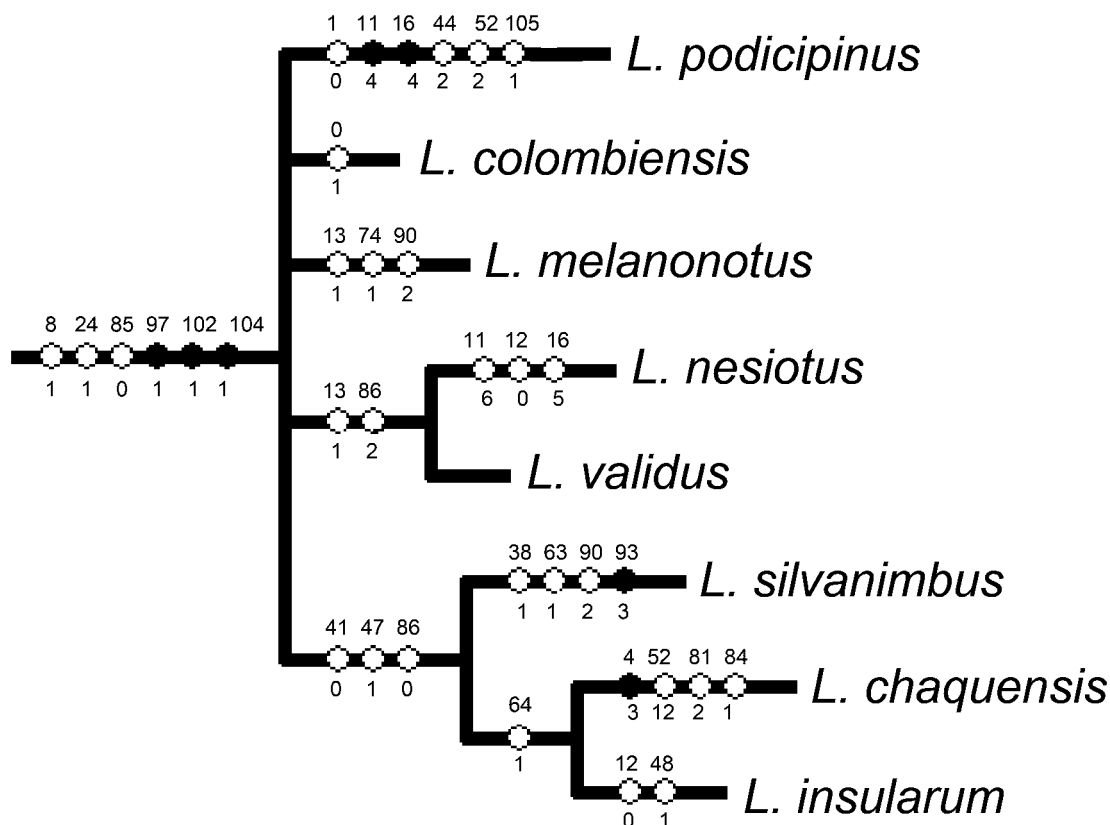 1 11 16 44 52 105
L. podicipinus
0 4 4 2 2 1
0
L. colombiensis
1
13 74 90
L. melanonotus
1 1 2
8 24 85 97 102 104
1 1 0 1 1 1
11 12 16
L. nesiotus
6 0 5
13 86
1 2
L. validus
38 63 90 93
L. silvanimbus
1 1 2 3
41 47 86
0 1 0
4 52 81 84
L. chaquensis
3 12 2 1
64
1
12 48
L. insularum
0 1